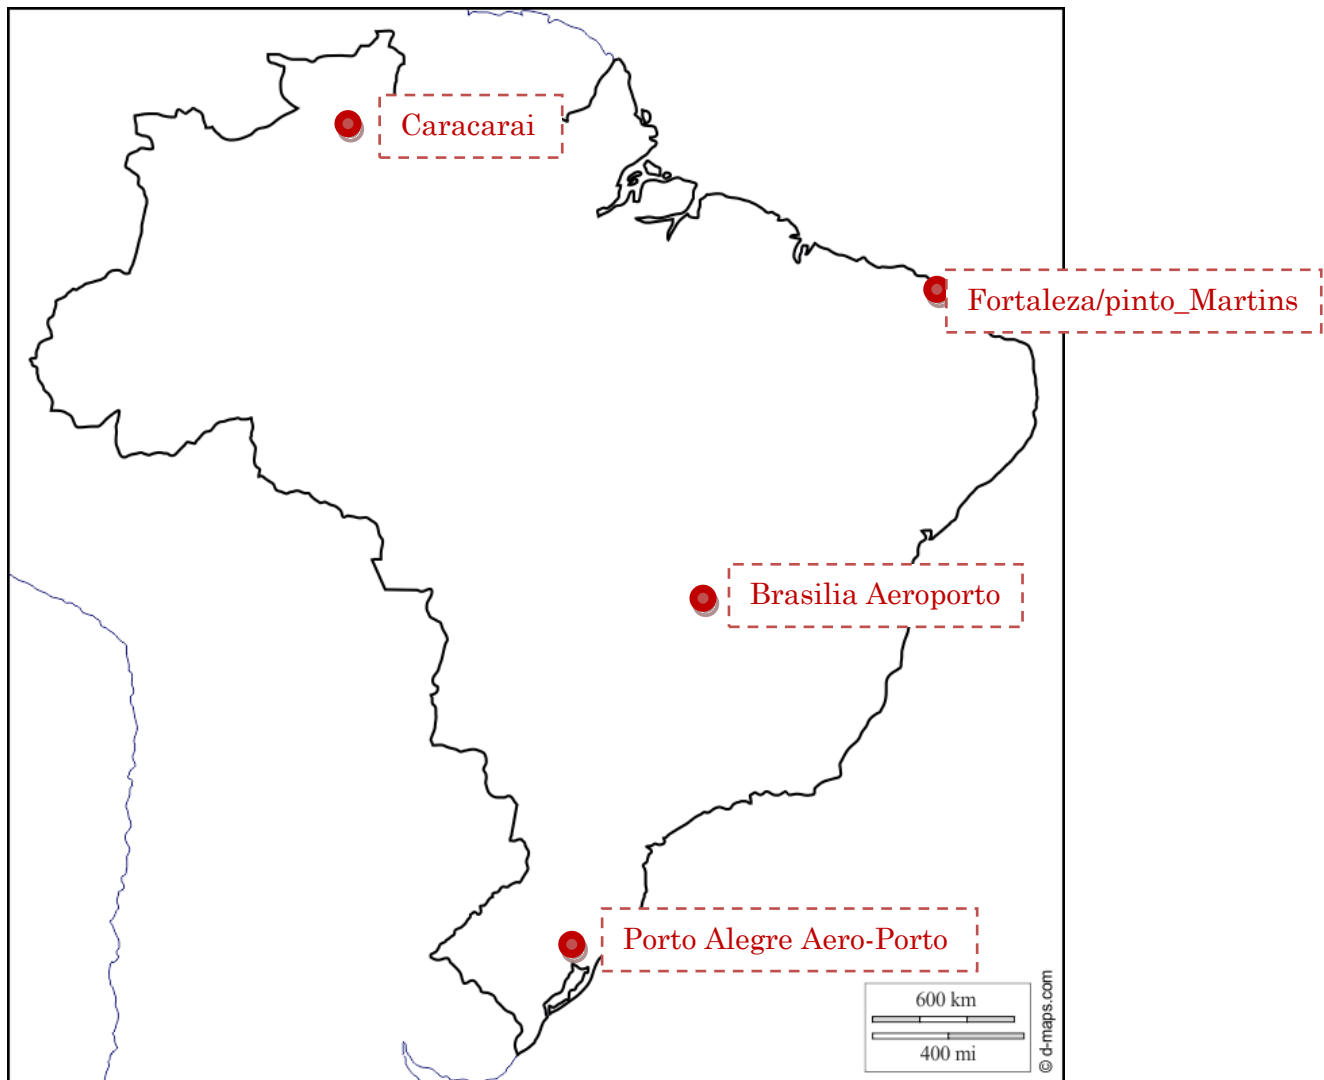 Caracarai
Fortaleza/pinto_Martins
Brasilia Aeroporto
Porto Alegre Aero-Porto
600 km
400 mi
© d-maps.com